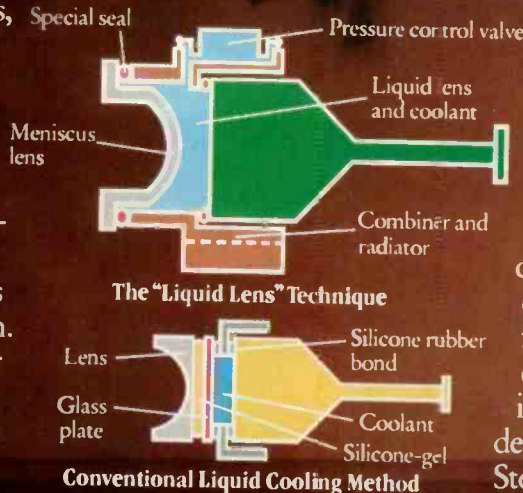 Special seal
Pressure control valve
Liquid ens
and coolant
Meniscus
lens
Combiner and
radiator
The "Liquid Lens" Technique
Lens
Silicone rubber
bond
Glass
plate
Coolant
Silicone-gel
Conventional Liquid Cooling Method